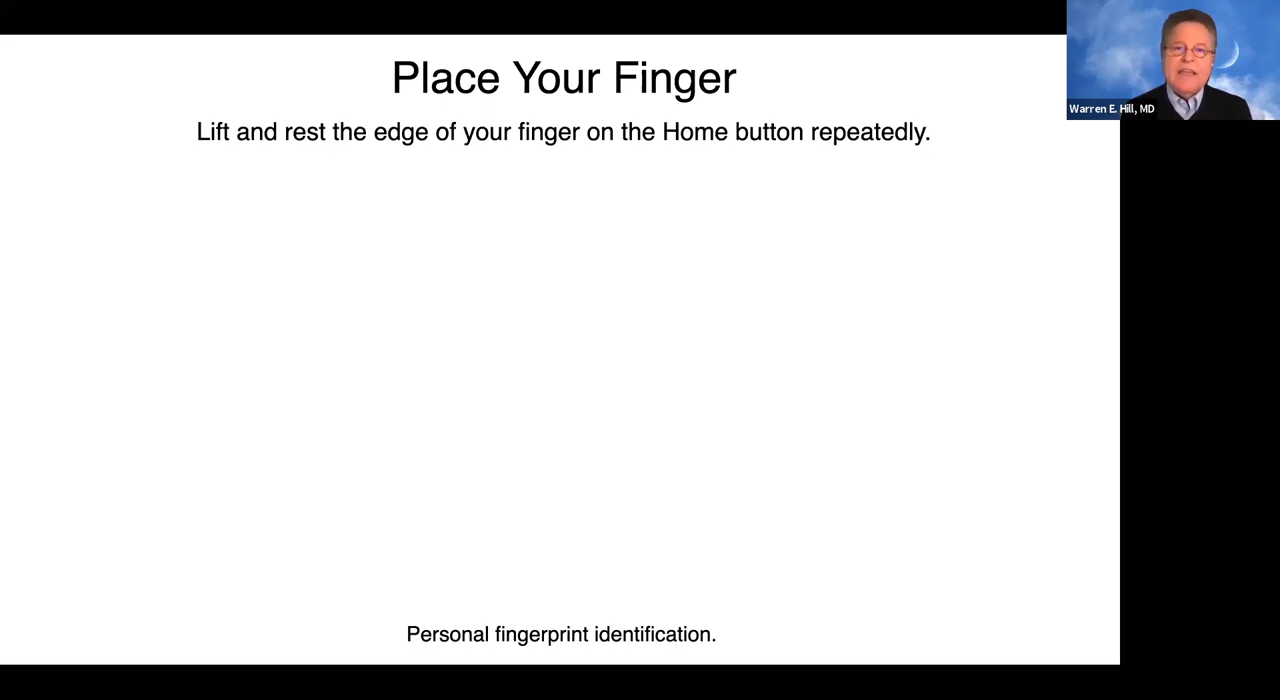 Place Your Finger
Lift and rest the edge of your finger on the Home button repeatedly.
Warren E. Hill, MD
Personal fingerprint identification.